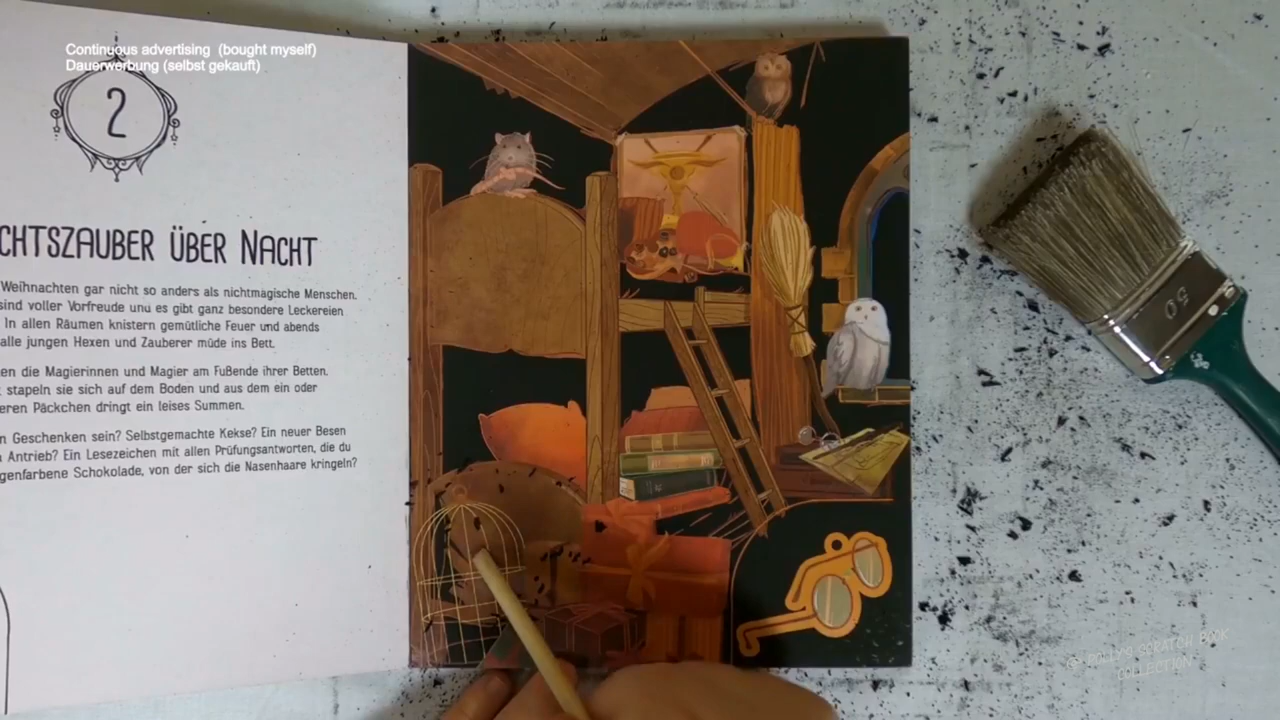 Continuous advertising (bought myself)
Dauerwerbung (selbst gekauft)
2
CHTSZAUBER ÜBER NACHT
Weihnachten gar nicht so anders als nichtmagische Menschen.
sind voller Vorfreude und es gibt ganz besondere Leckereien
In allen Räumen knistern gemütliche Feuer und abends
alle jungen Hexen und Zauberer müde ins Bett.
en die Magierinnen und Magier am Fußende ihrer Betten.
t stapeln sie sich auf dem Boden und aus dem ein oder
eren Päckchen dringt ein leises Summen.
n Geschenken sein? Selbstgemachte Kekse? Ein neuer Besen
Antrieb? Ein Lesezeichen mit allen Prüfungsantworten, die du
genfarbene Schokolade, von der sich die Nasenhaare kringeln?
50
SCRATCH BOOK
COLLECTION